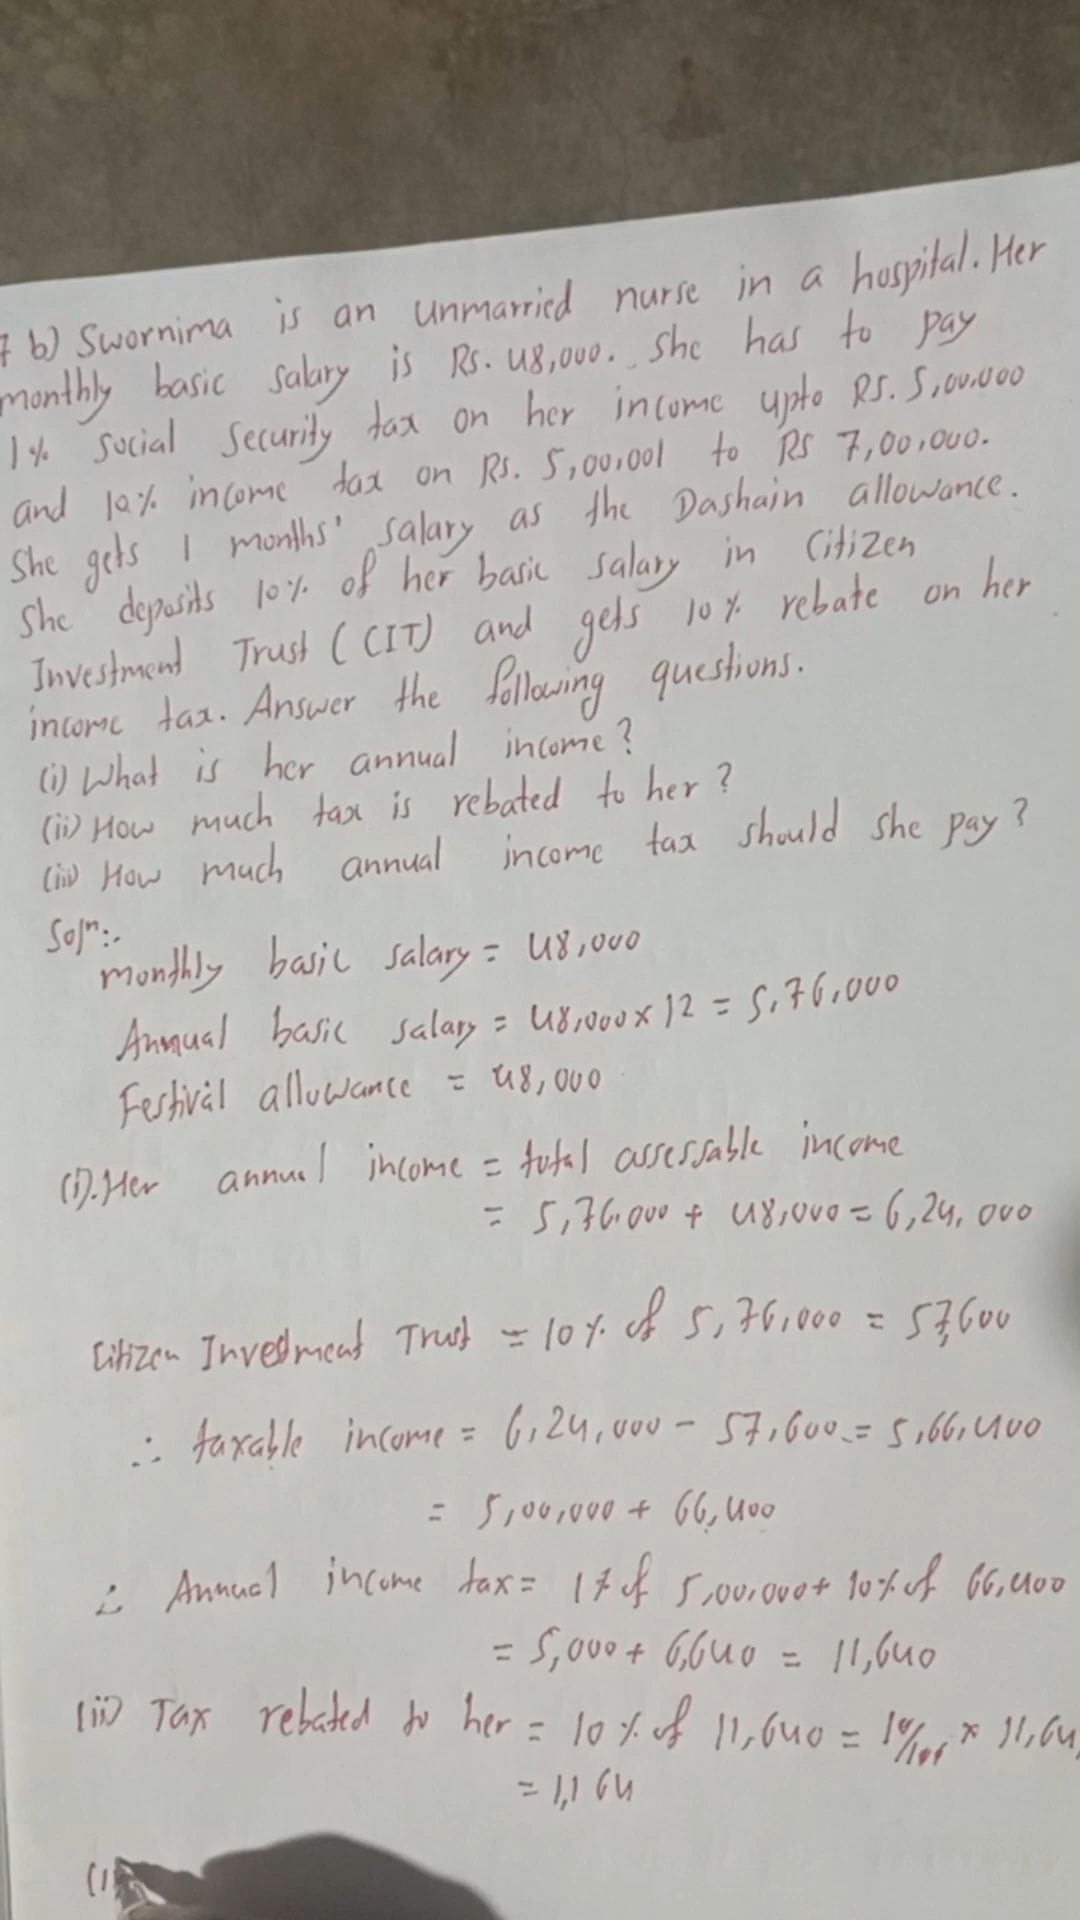 7 b) Swornima is an unmarried nurse in a hospital. Her
monthly basic salary is Rs. 48,000. She has to pay
1% social security tax on her income upto RS. 5,00,000
and 10% income tax on Rs. 5,00,001 to RS 7,00,000.
She gets 1 months' salary as the Dashain allowance.
She deposits 10% of her basic salary in Citizen
Investment Trust (CIT) and gets 10% rebate on her
income tax. Answer the following questions.
(i) What is her annual income?
(ii) How much tax is rebated to her?
(iii) How much annual income tax should she pay?
Solⁿ:-
monthly basic salary = 48,000
Annual basic salary = 48,000 x 12 = 5,76,000
Festival allowance = 48,000
(i). Her annual income = total assessable income
= 5,76,000 + 48,000 = 6,24,000
Citizen Investment Trust = 10% of 5,76,000 = 57,600
∴ taxable income = 6,24,000 - 57,600 = 5,66,400
= 5,00,000 + 66,400
∴ Annual income tax = 1% of 5,00,000 + 10% of 66,400
= 5,000 + 6,640 = 11,640
(ii) Tax rebated to her = 10% of 11,640 = 10/100 x 11,64
= 1,164
(i